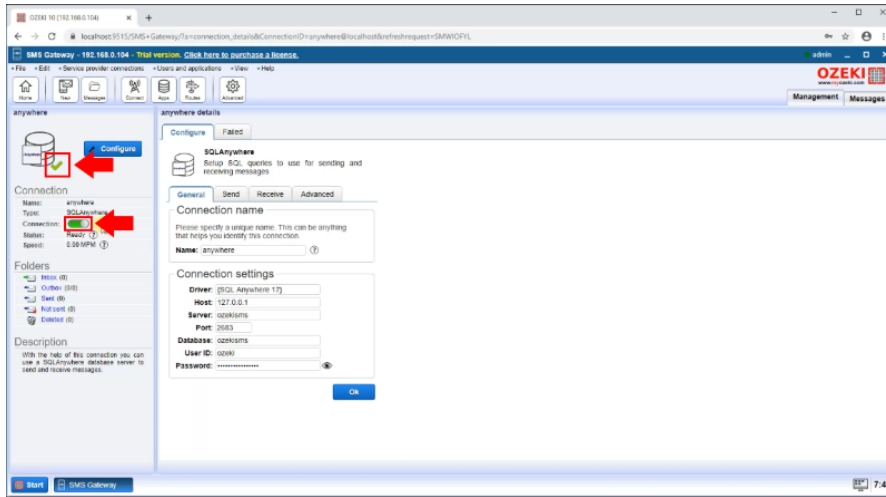 OZEKI 10 (192.168.0.104)
localhost:9515/SMS+Gateway/?a=connection_details&ConnectionID=anywhere@localhost&refreshrequest=SMWIOFYL
SMS Gateway - 192.168.0.104 - Trial version. Click here to purchase a license.
admin
File Edit Service provider connections Users and applications View Help
OZEKI
www.myozeki.com
Home New Messages Connect Apps Routes Advanced
Management Messages
anywhere
anywhere details
Configure
Connection
Name: anywhere
Type: SQLAnywhere
Connection:
Status: Ready
Speed: 0.00 MPM
Folders
Inbox (0)
Outbox (0/0)
Sent (0)
Not sent (0)
Deleted (0)
Description
With the help of this connection you can
use a SQLAnywhere database server to
send and receive messages.
Configure Failed
SQLAnywhere
Setup SQL queries to use for sending and
receiving messages
General Send Receive Advanced
Connection name
Please specify a unique name. This can be anything
that helps you identify this connection.
Name: anywhere
Connection settings
Driver: {SQL Anywhere 17}
Host: 127.0.0.1
Server: ozekisms
Port: 2683
Database: ozekisms
User ID: ozeki
Password: ················
Ok
Start SMS Gateway
7:4